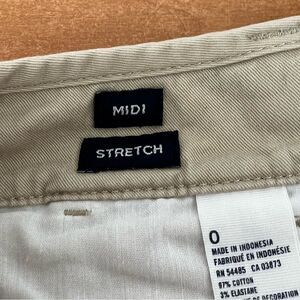 MIDI
STRETCH
0
MADE IN INDONESIA
FABRIQUÉ EN INDONÉSIE
RN 54485 CA 03873
97% COTTON
3% ELASTANE